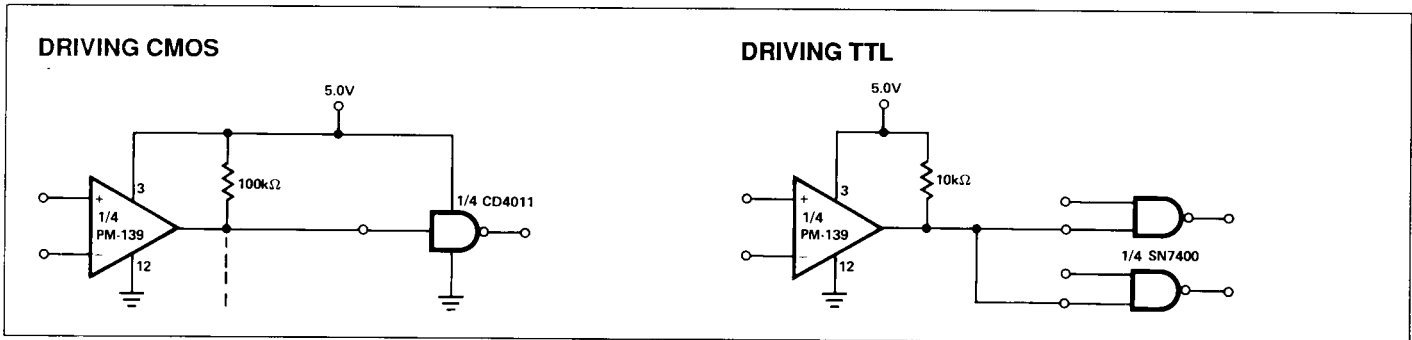 DRIVING CMOS
5.0V
3
100kΩ
+
1/4
PM-139
−
12
1/4 CD4011
DRIVING TTL
5.0V
3
10kΩ
+
1/4
PM-139
−
12
1/4 SN7400